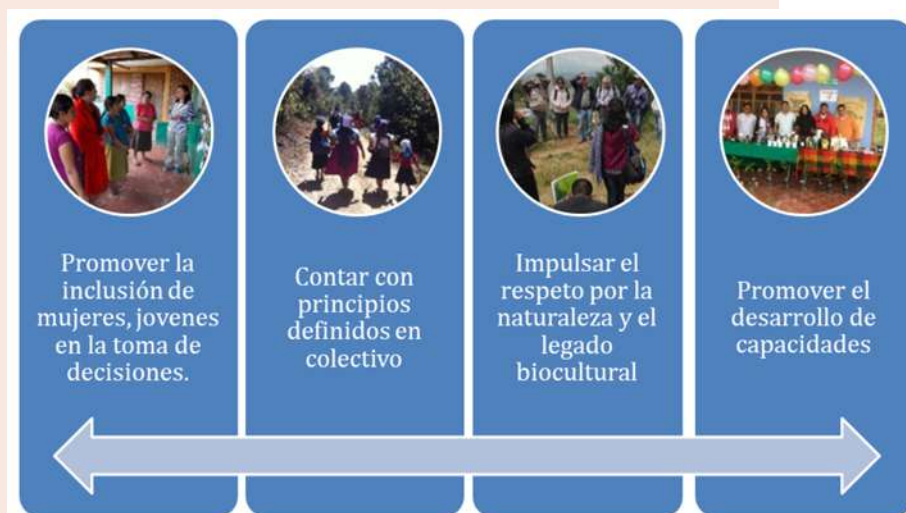 Promover la
inclusión de
mujeres, jovenes
en la toma de
decisiones.
Contar con
principios
definidos en
colectivo
Impulsar el
respeto por la
naturaleza y el
legado
biocultural
Promover el
desarrollo de
capacidades